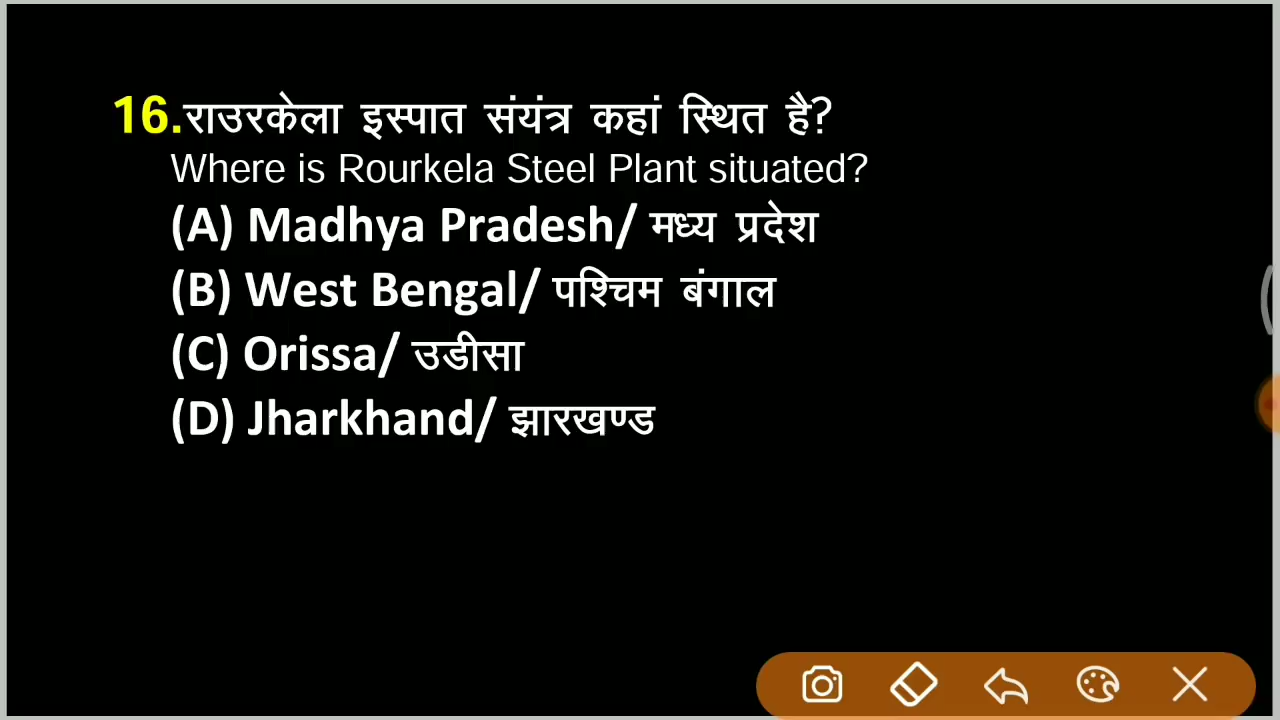 16.राउरकेला इस्पात संयंत्र कहां स्थित है?
Where is Rourkela Steel Plant situated?
(A) Madhya Pradesh/ मध्य प्रदेश
(B) West Bengal/ पश्चिम बंगाल
(C) Orissa/ उडीसा
(D) Jharkhand/ झारखण्ड